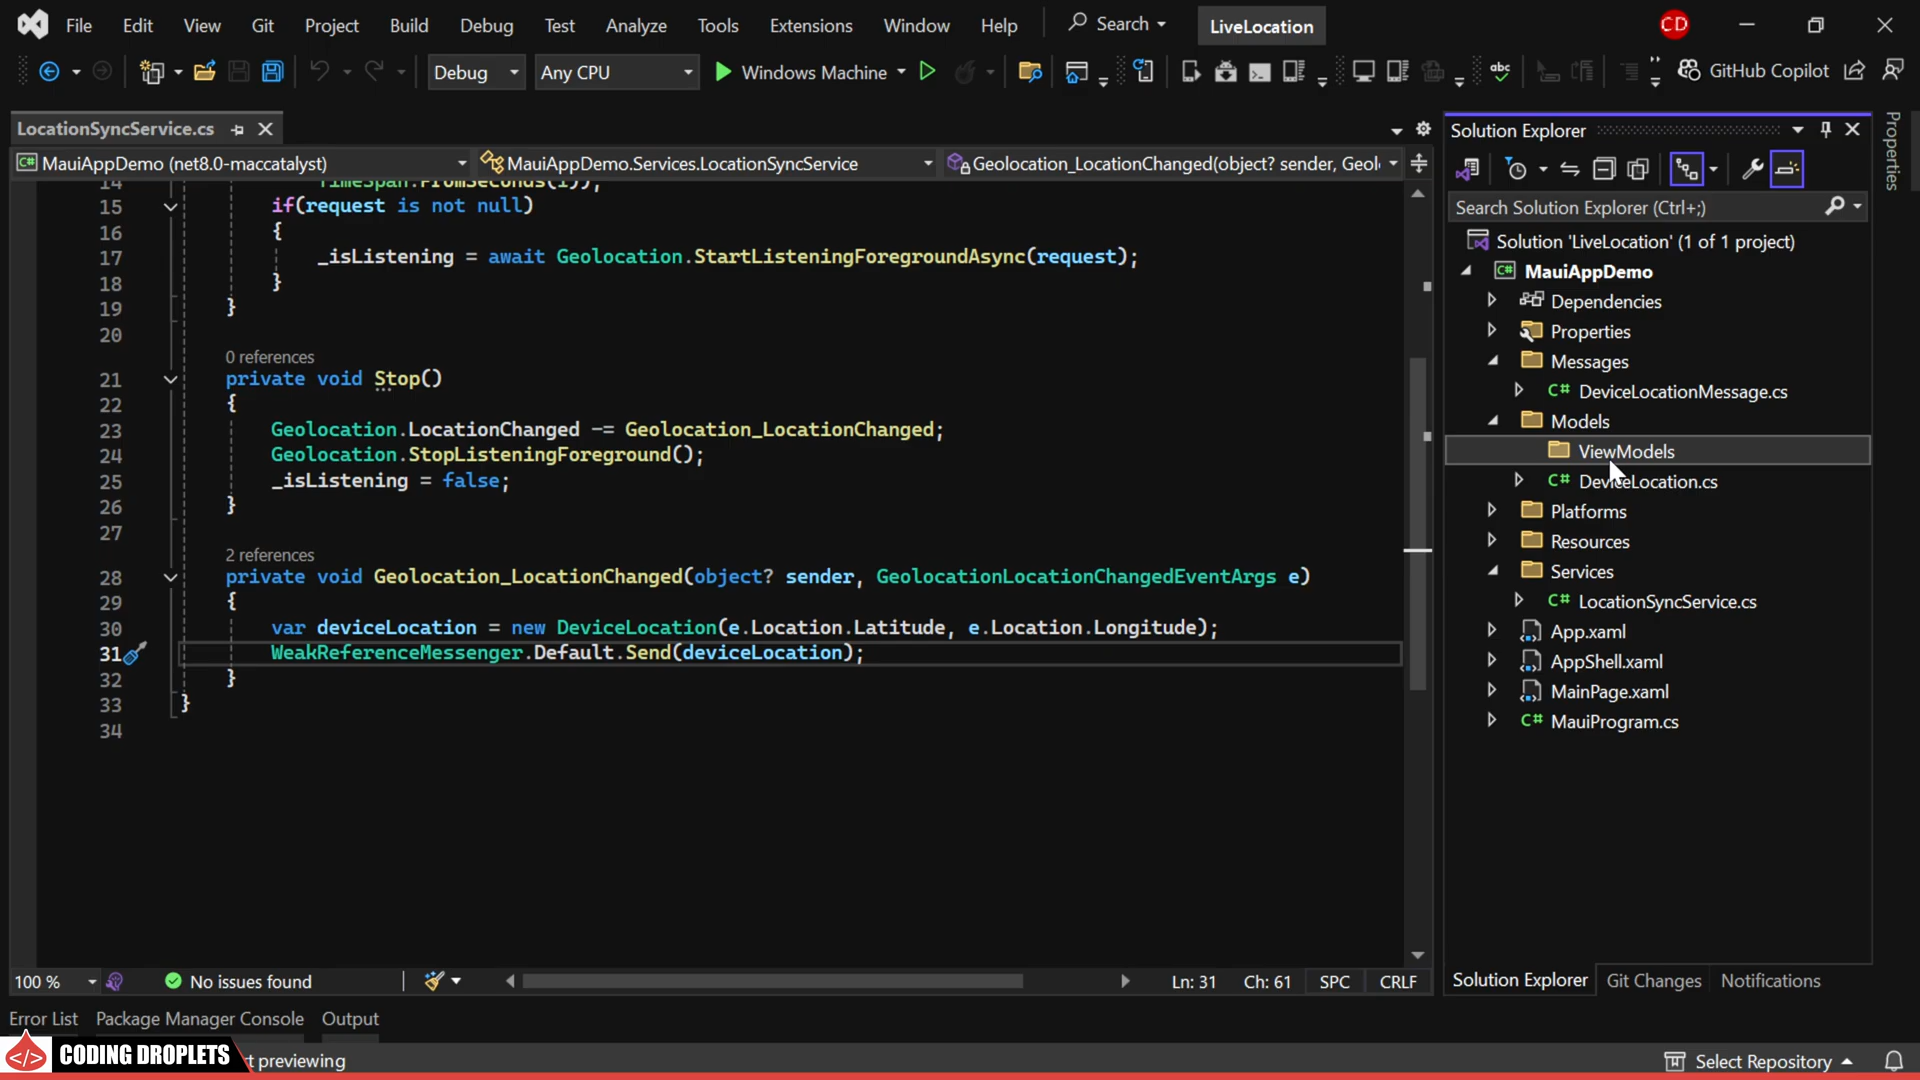 File Edit View Git Project Build Debug Test Analyze Tools Extensions Window Help Search LiveLocation CD
Debug Any CPU Windows Machine abc GitHub Copilot
LocationSyncService.cs
C# MauiAppDemo (net8.0-maccatalyst) MauiAppDemo.Services.LocationSyncService Geolocation_LocationChanged(object? sender, Geol
14 TimeSpan.FromSeconds(1));
15 if(request is not null)
16 {
17 _isListening = await Geolocation.StartListeningForegroundAsync(request);
18 }
19 }
20
0 references
21 private void Stop()
22 {
23 Geolocation.LocationChanged -= Geolocation_LocationChanged;
24 Geolocation.StopListeningForeground();
25 _isListening = false;
26 }
27
2 references
28 private void Geolocation_LocationChanged(object? sender, GeolocationLocationChangedEventArgs e)
29 {
30 var deviceLocation = new DeviceLocation(e.Location.Latitude, e.Location.Longitude);
31 WeakReferenceMessenger.Default.Send(deviceLocation);
32 }
33 }
34
100 % No issues found Ln: 31 Ch: 61 SPC CRLF
Solution Explorer
Search Solution Explorer (Ctrl+;)
Solution 'LiveLocation' (1 of 1 project)
C# MauiAppDemo
Dependencies
Properties
Messages
C# DeviceLocationMessage.cs
Models
ViewModels
C# DeviceLocation.cs
Platforms
Resources
Services
C# LocationSyncService.cs
App.xaml
AppShell.xaml
MainPage.xaml
C# MauiProgram.cs
Solution Explorer Git Changes Notifications
Properties
Error List Package Manager Console Output
</> CODING DROPLETS previewing Select Repository